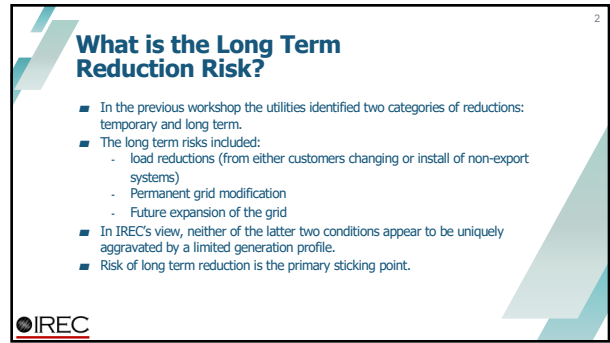 2
What is the Long Term
Reduction Risk?
In the previous workshop the utilities identified two categories of reductions:
temporary and long term.
The long term risks included:
- load reductions (from either customers changing or install of non-export
systems)
- Permanent grid modification
- Future expansion of the grid
In IREC's view, neither of the latter two conditions appear to be uniquely
aggravated by a limited generation profile.
Risk of long term reduction is the primary sticking point.
IREC